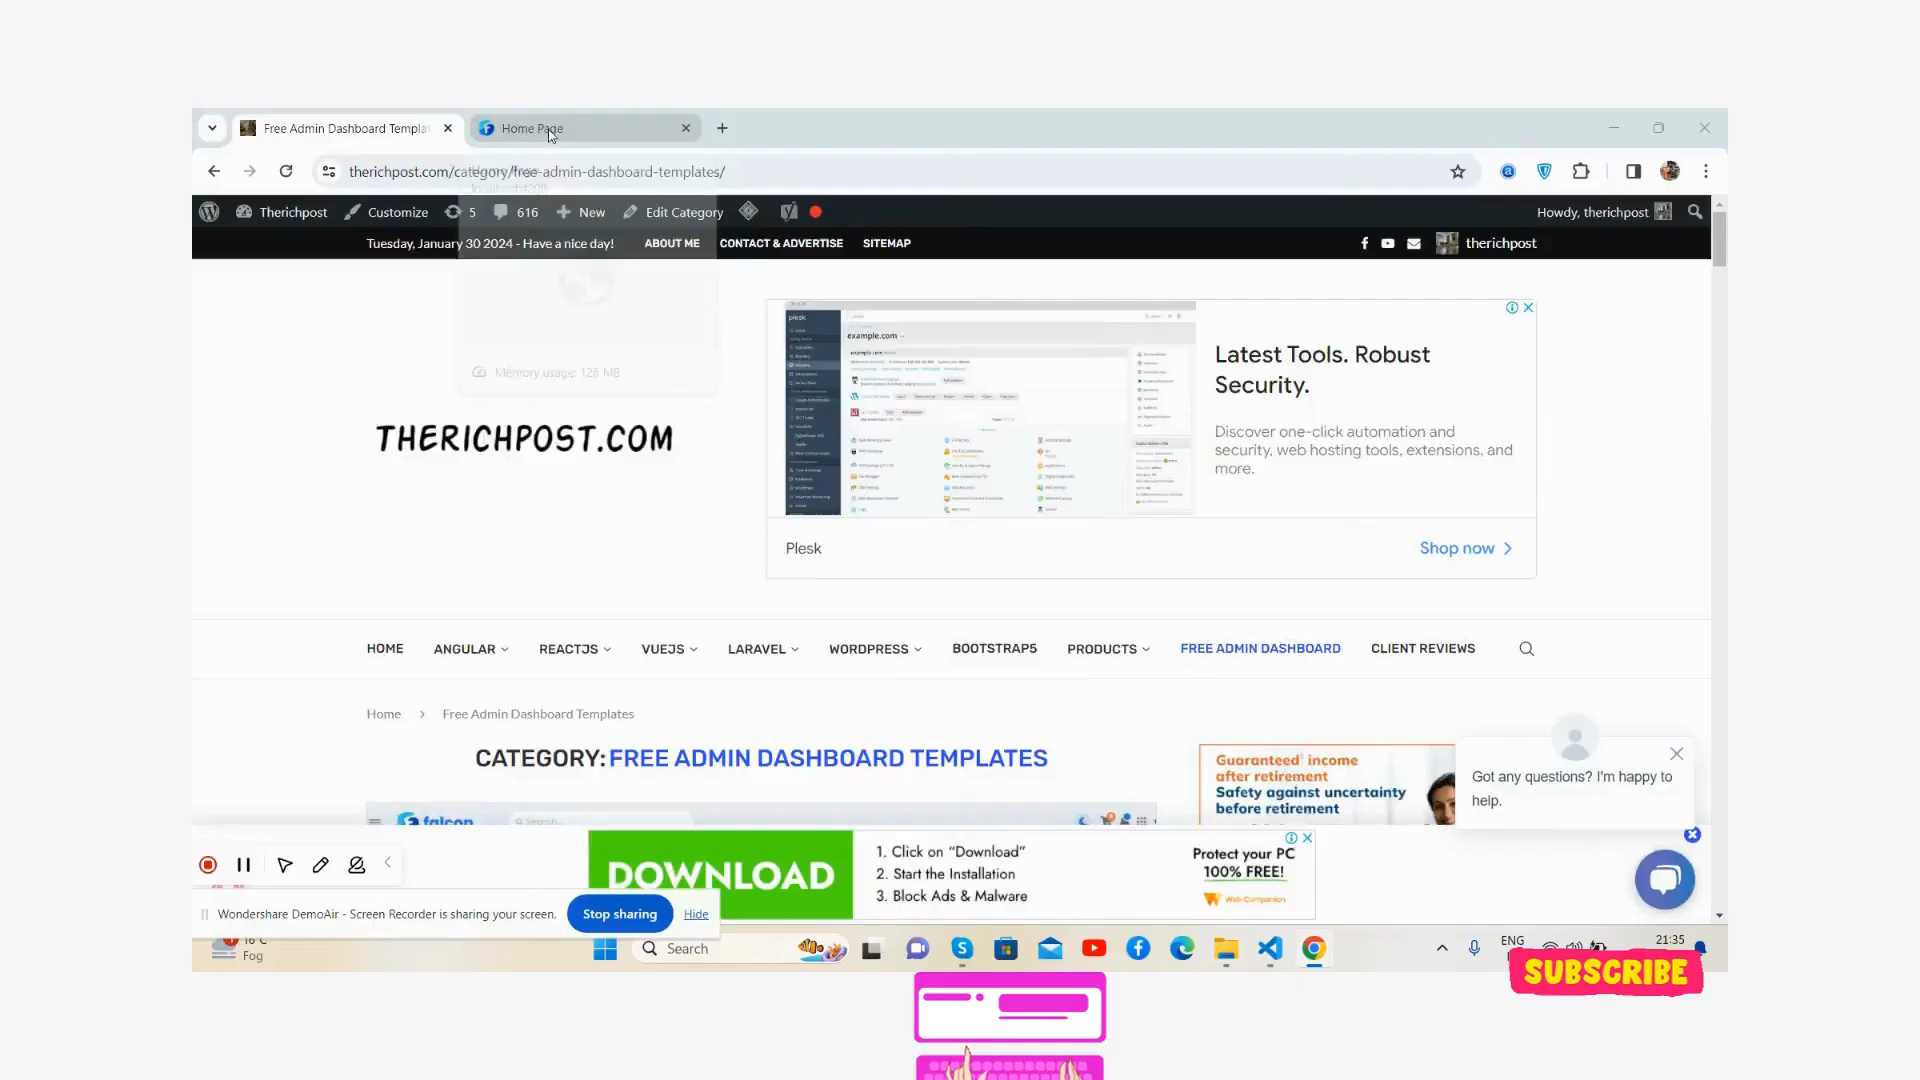 Free Admin Dashboard Templa
Home Page
therichpost.com/category/free-admin-dashboard-templates/
Therichpost
Customize
5
616
New
Edit Category
Howdy, therichpost
Tuesday, January 30 2024 - Have a nice day!
ABOUT ME
CONTACT & ADVERTISE
SITEMAP
therichpost
Memory usage: 126 MB
THERICHPOST.COM
plesk
example.com
Latest Tools. Robust
Security.
Discover one-click automation and
security, web hosting tools, extensions, and
more.
Plesk
Shop now
HOME
ANGULAR
REACTJS
VUEJS
LARAVEL
WORDPRESS
BOOTSTRAP5
PRODUCTS
FREE ADMIN DASHBOARD
CLIENT REVIEWS
Home
Free Admin Dashboard Templates
CATEGORY: FREE ADMIN DASHBOARD TEMPLATES
Guaranteed income
after retirement
Safety against uncertainty
before retirement
Got any questions? I'm happy to
help.
falcon
Search...
DOWNLOAD
1. Click on "Download"
2. Start the Installation
3. Block Ads & Malware
Protect your PC
100% FREE!
Web Companion
Wondershare DemoAir - Screen Recorder is sharing your screen.
Stop sharing
Hide
16°C
Fog
Search
ENG
21:35
SUBSCRIBE